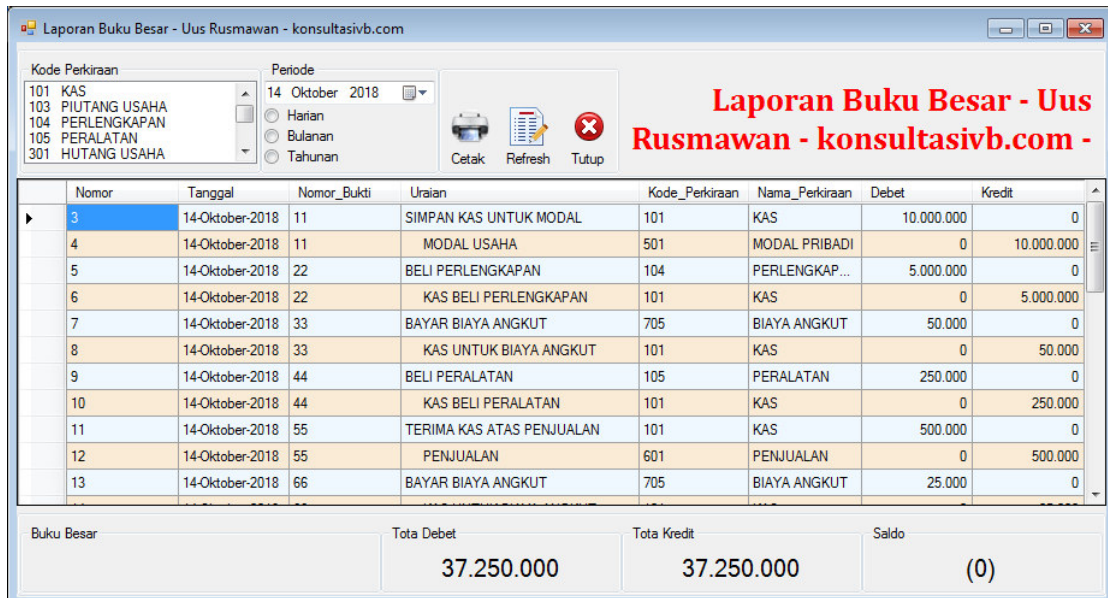 Laporan Buku Besar - Uus Rusmawan - konsultasivb.com
Kode Perkiraan
101 KAS
103 PIUTANG USAHA
104 PERLENGKAPAN
105 PERALATAN
301 HUTANG USAHA
Periode
14 Oktober 2018
Harian
Bulanan
Tahunan
Cetak Refresh Tutup
Laporan Buku Besar - Uus
Rusmawan - konsultasivb.com -
Nomor Tanggal Nomor_Bukti Uraian Kode_Perkiraan Nama_Perkiraan Debet Kredit
3 14-Oktober-2018 11 SIMPAN KAS UNTUK MODAL 101 KAS 10.000.000 0
4 14-Oktober-2018 11 MODAL USAHA 501 MODAL PRIBADI 0 10.000.000
5 14-Oktober-2018 22 BELI PERLENGKAPAN 104 PERLENGKAP... 5.000.000 0
6 14-Oktober-2018 22 KAS BELI PERLENGKAPAN 101 KAS 0 5.000.000
7 14-Oktober-2018 33 BAYAR BIAYA ANGKUT 705 BIAYA ANGKUT 50.000 0
8 14-Oktober-2018 33 KAS UNTUK BIAYA ANGKUT 101 KAS 0 50.000
9 14-Oktober-2018 44 BELI PERALATAN 105 PERALATAN 250.000 0
10 14-Oktober-2018 44 KAS BELI PERALATAN 101 KAS 0 250.000
11 14-Oktober-2018 55 TERIMA KAS ATAS PENJUALAN 101 KAS 500.000 0
12 14-Oktober-2018 55 PENJUALAN 601 PENJUALAN 0 500.000
13 14-Oktober-2018 66 BAYAR BIAYA ANGKUT 705 BIAYA ANGKUT 25.000 0
Buku Besar
Tota Debet
37.250.000
Tota Kredit
37.250.000
Saldo
(0)